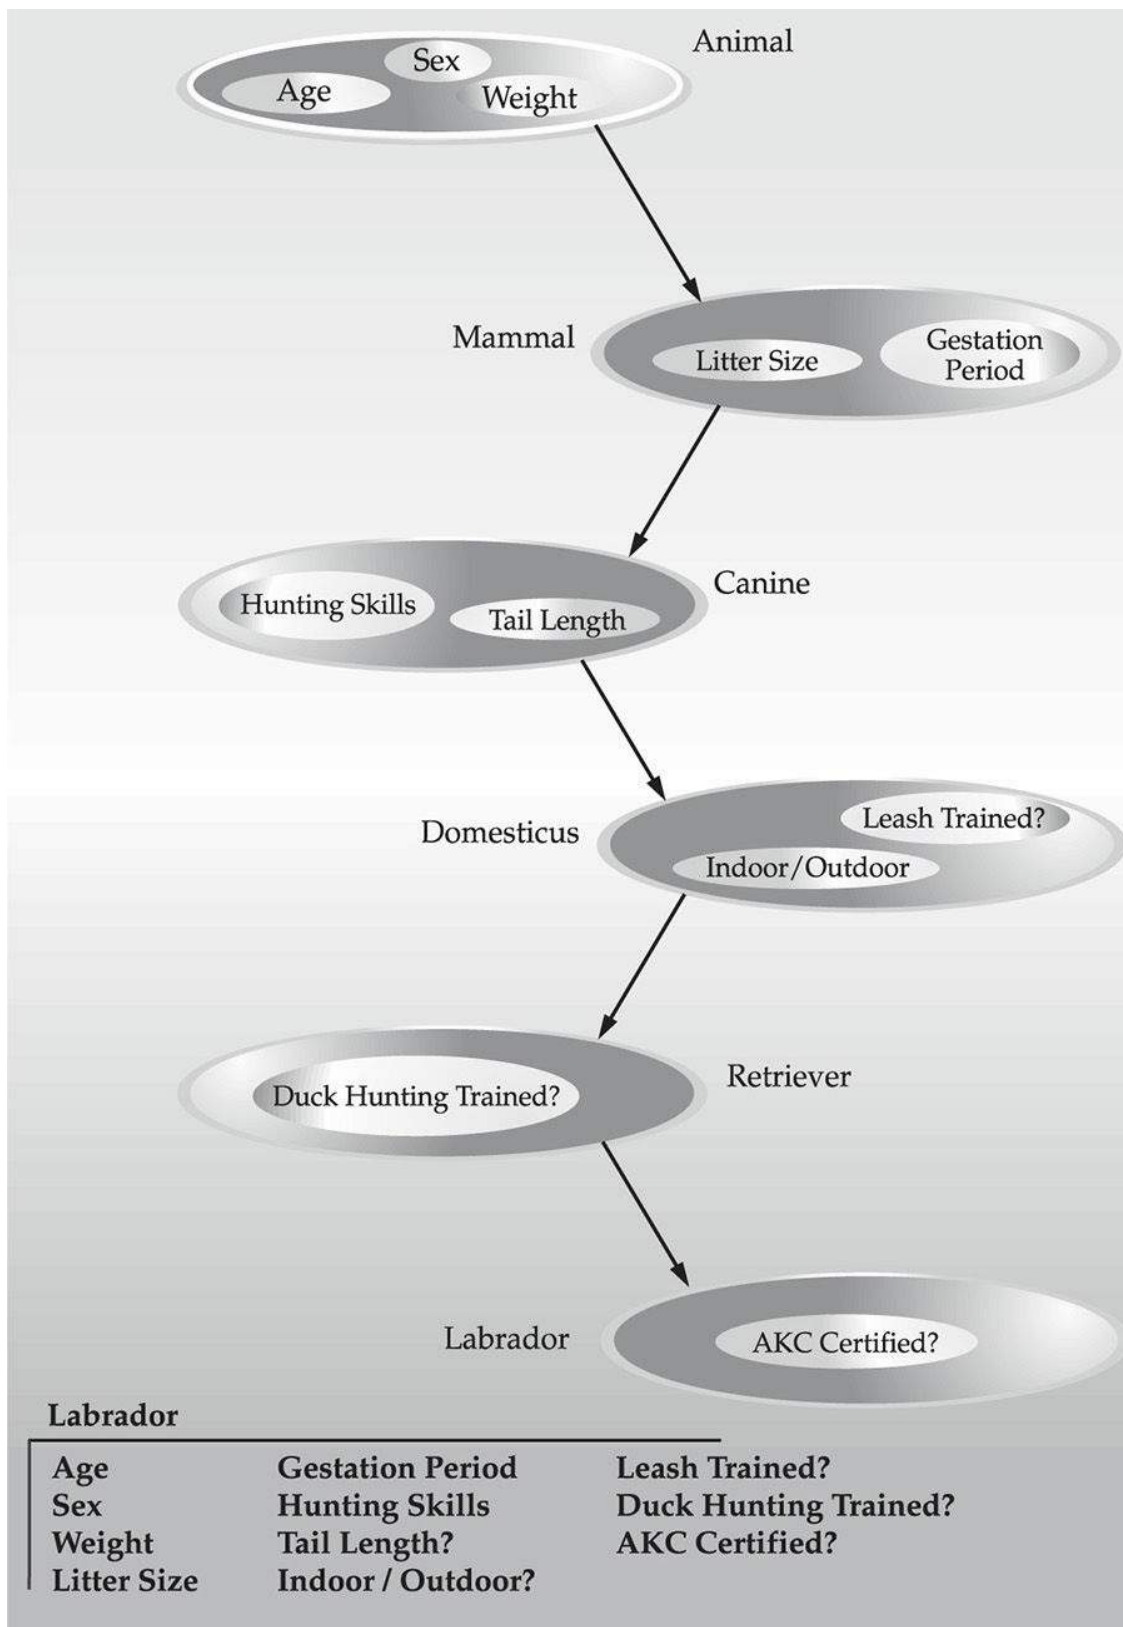 Animal
Sex
Age
Weight
Mammal
Litter Size
Gestation
Period
Hunting Skills
Tail Length
Canine
Domesticus
Leash Trained?
Indoor/Outdoor
Duck Hunting Trained?
Retriever
Labrador
AKC Certified?
Labrador
Age Gestation Period Leash Trained?
Sex Hunting Skills Duck Hunting Trained?
Weight Tail Length? AKC Certified?
Litter Size Indoor / Outdoor?